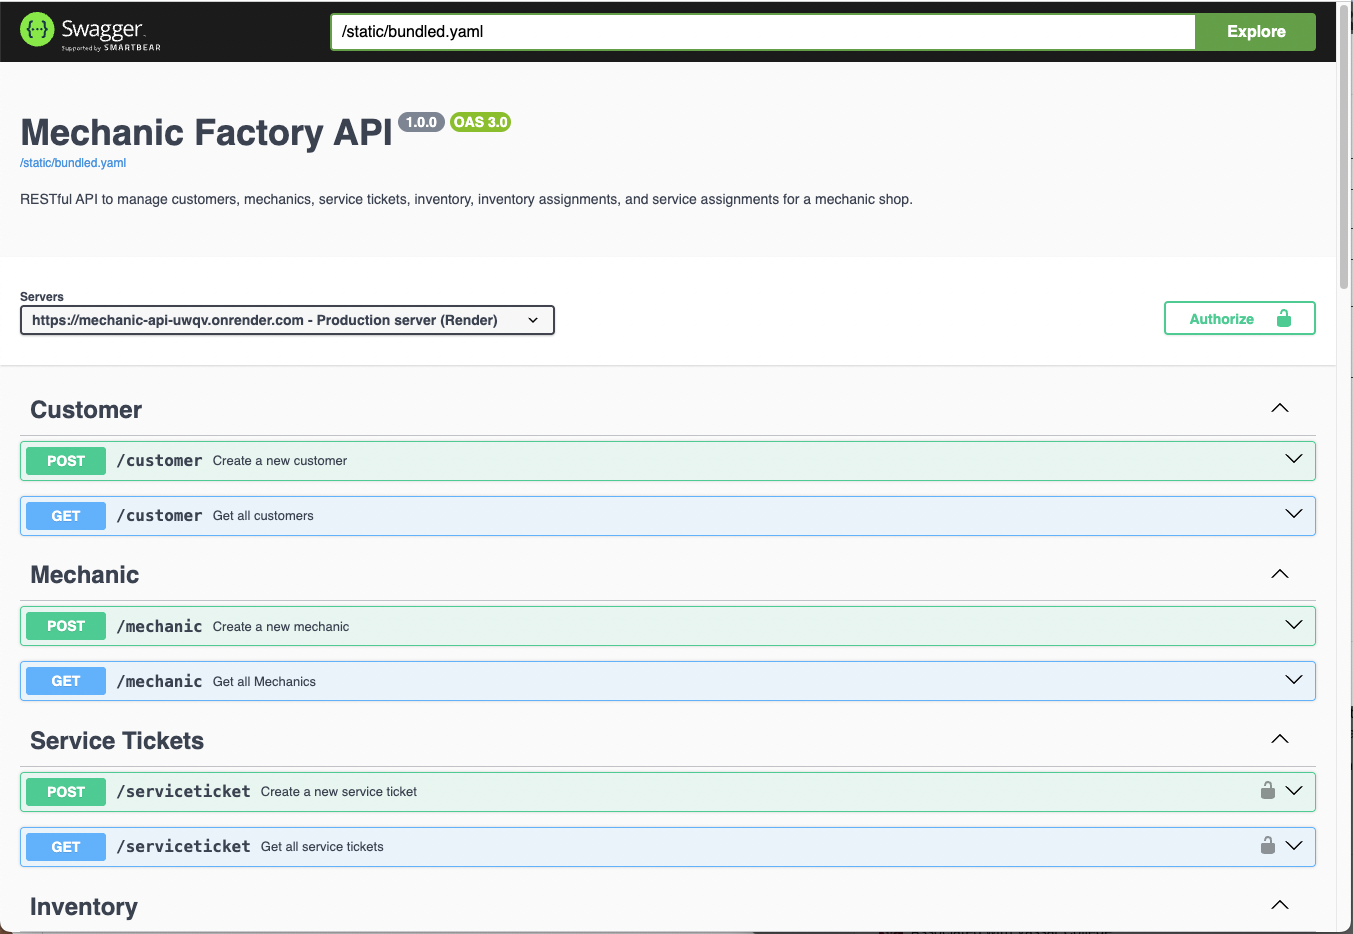 Swagger
Supported by SMARTBEAR
/static/bundled.yaml
Explore
Mechanic Factory API 1.0.0 OAS 3.0
/static/bundled.yaml
RESTful API to manage customers, mechanics, service tickets, inventory, inventory assignments, and service assignments for a mechanic shop.
Servers
https://mechanic-api-uwqv.onrender.com - Production server (Render)
Authorize
Customer
POST /customer Create a new customer
GET /customer Get all customers
Mechanic
POST /mechanic Create a new mechanic
GET /mechanic Get all Mechanics
Service Tickets
POST /serviceticket Create a new service ticket
GET /serviceticket Get all service tickets
Inventory